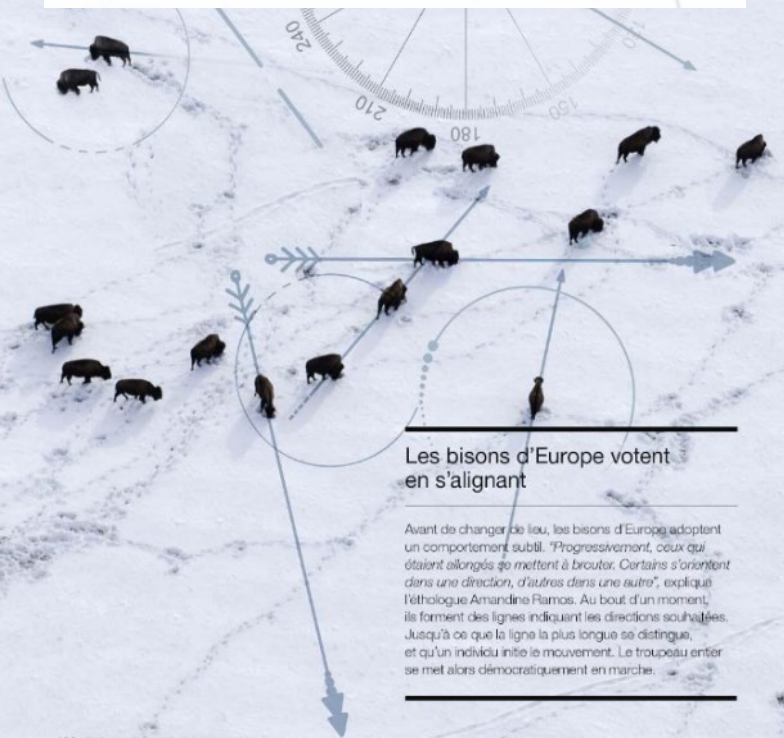 240
210
180
150
120
Les bisons d’Europe votent
en s’alignant
Avant de changer de lieu, les bisons d’Europe adoptent
un comportement subtil. “Progressivement, ceux qui
étaient allongés se mettent à brouter. Certains s’orientent
dans une direction, d’autres dans une autre”, explique
l’éthologue Amandine Ramos. Au bout d’un moment,
ils forment des lignes indiquant les directions souhaitées.
Jusqu’à ce que la ligne la plus longue se distingue,
et qu’un individu initie le mouvement. Le troupeau entier
se met alors démocratiquement en marche.